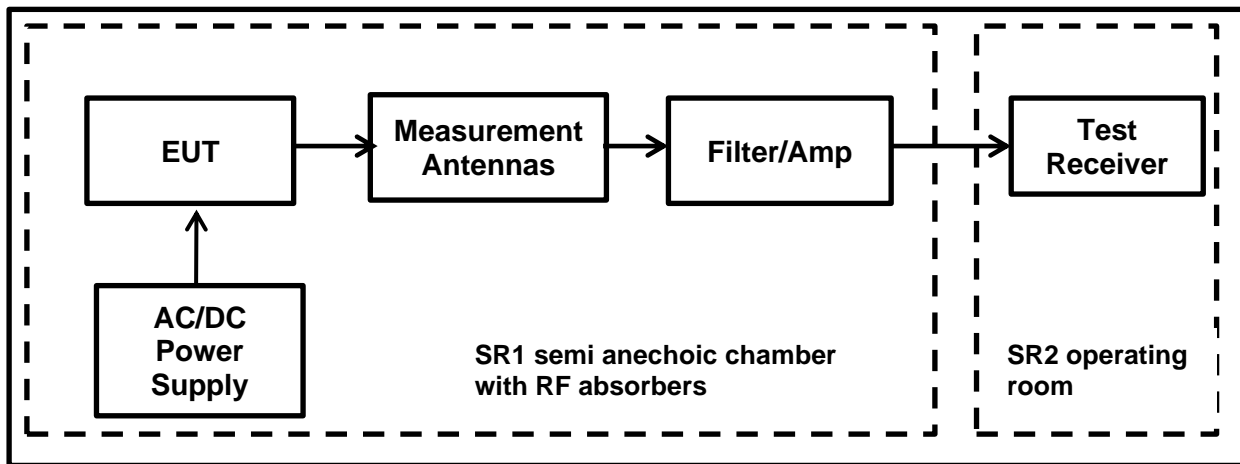 EUT
Measurement
Antennas
Filter/Amp
Test
Receiver
AC/DC
Power
Supply
SR1 semi anechoic chamber
with RF absorbers
SR2 operating
room